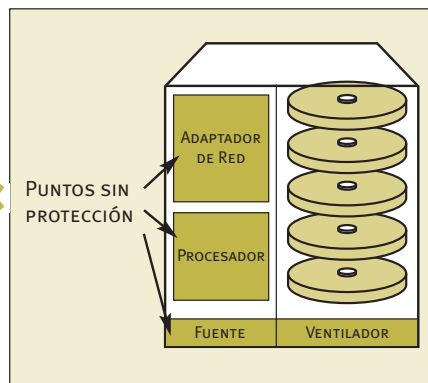 ADAPTADOR
DE RED
PUNTOS SIN
PROTECCIÓN
PROCESADOR
FUENTE
VENTILADOR